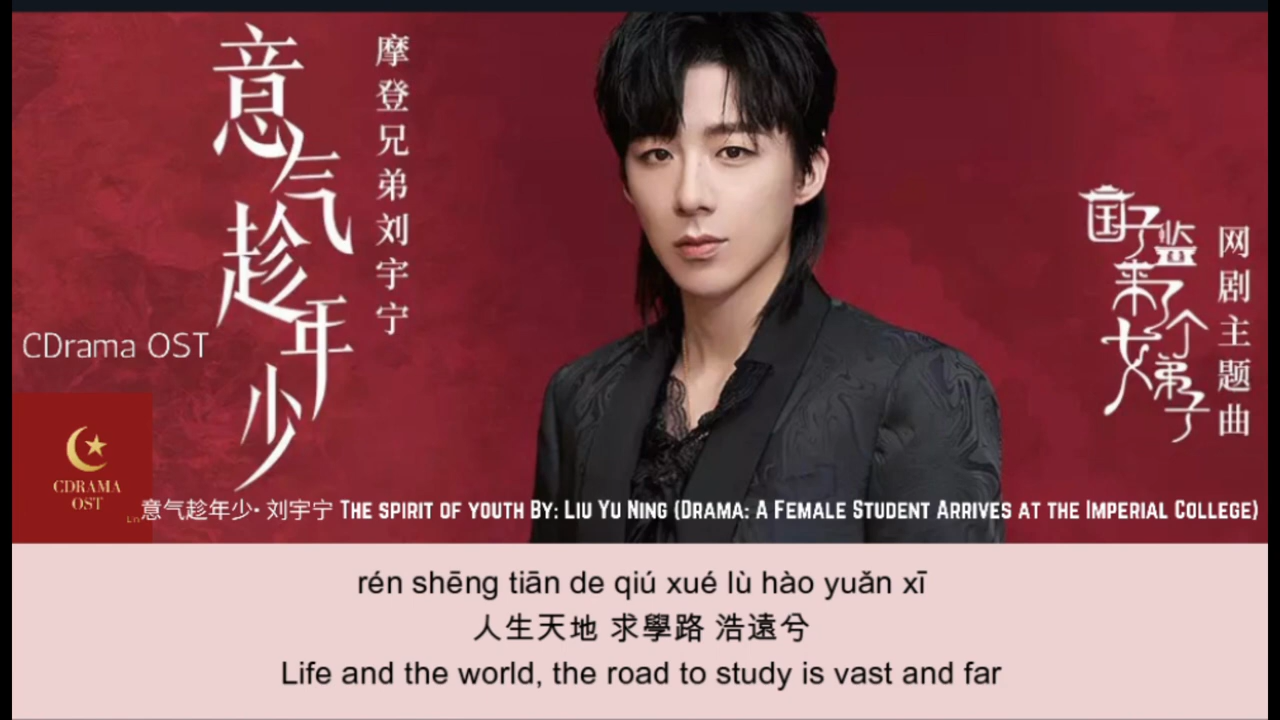 意气趁年少
摩登兄弟刘宇宁
国子监来了个女弟子
网剧主题曲
CDrama OST
CDRAMA
OST
意气趁年少• 刘宇宁 THE SPIRIT OF YOUTH BY: LIU YU NING (DRAMA: A FEMALE STUDENT ARRIVES AT THE IMPERIAL COLLEGE)
rén shēng tiān de qiú xué lù hào yuǎn xī
人生天地 求學路 浩遠兮
Life and the world, the road to study is vast and far